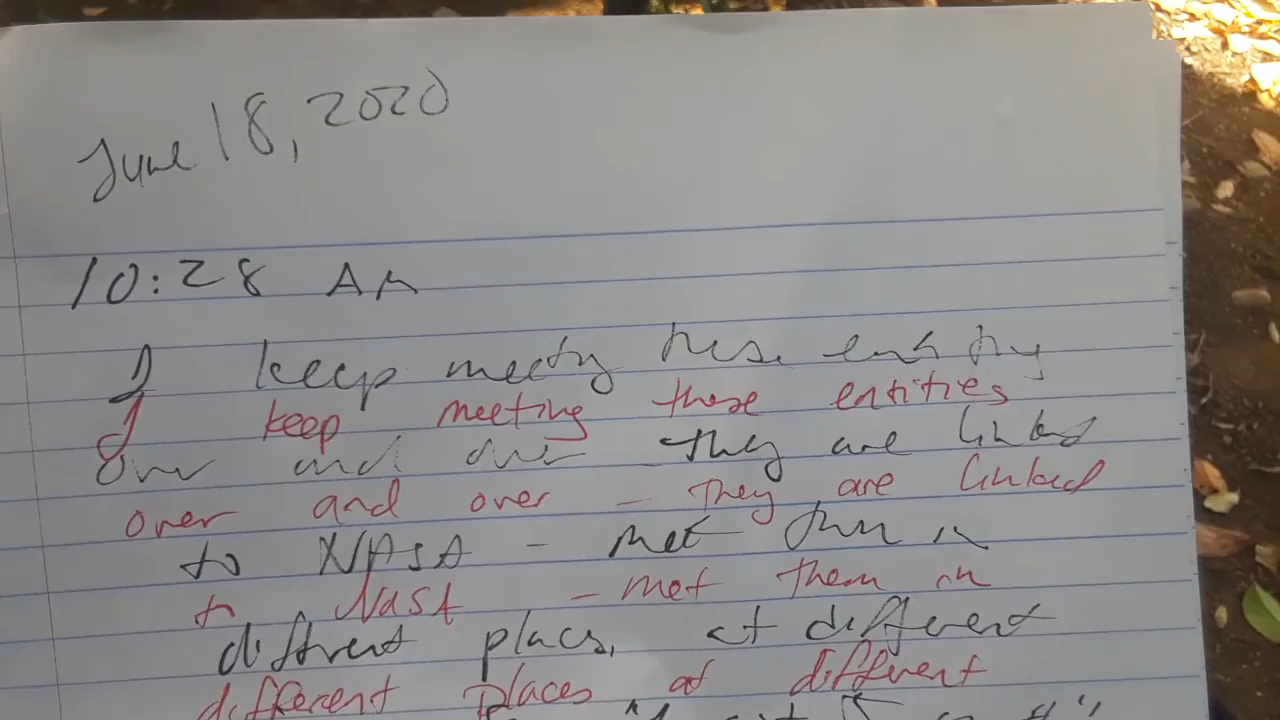 June 18, 2020
10:28 AM
I keep meeting these entity
I keep meeting these entities
Over and over they are linked
over and over - They are linked
to NASA - Met them in
to NASA - met them in
different places, at different
different places, at different